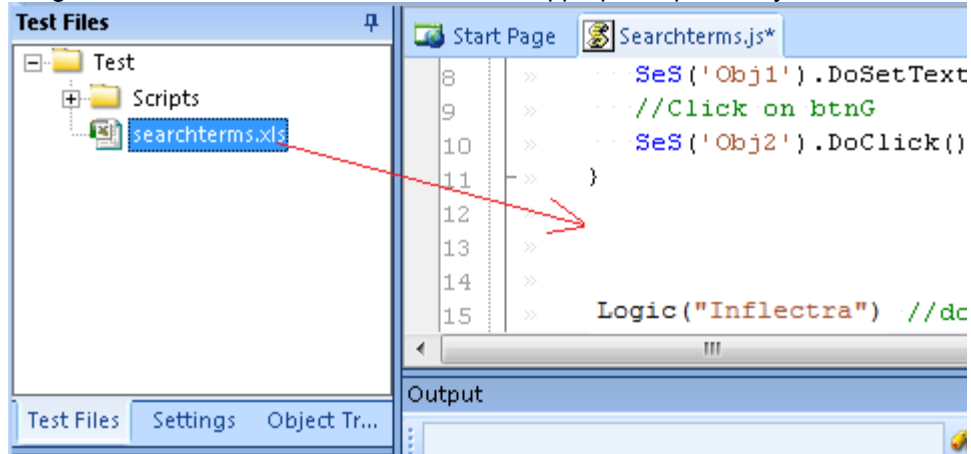 Test Files
Test
Scripts
searchterms.xls
Test Files Settings Object Tr...
Start Page Searchterms.js*
8 SeS('Obj1').DoSetText
9 //Click on btnG
10 SeS('Obj2').DoClick()
11 }
12
13
14
15 Logic("Inflectra") //do
Output